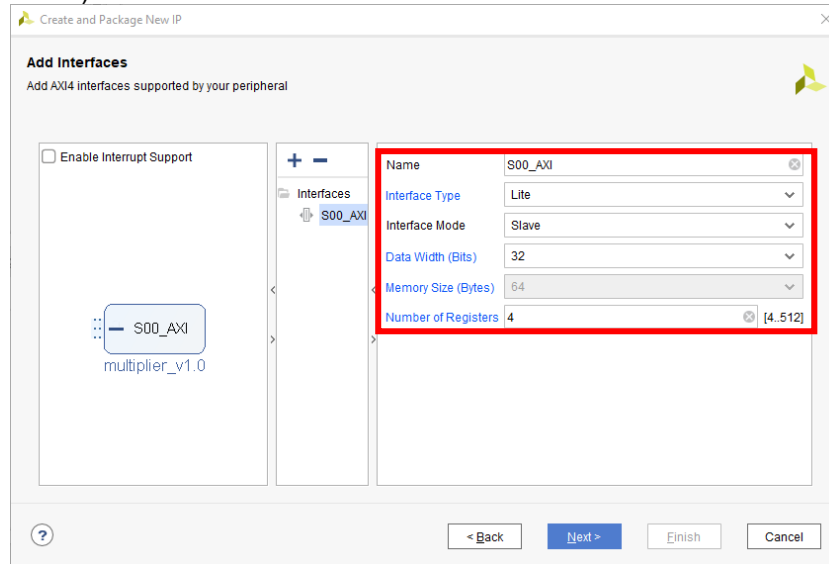 Create and Package New IP
Add Interfaces
Add AXI4 interfaces supported by your peripheral
Enable Interrupt Support
Interfaces
S00_AXI
Name S00_AXI
Interface Type Lite
Interface Mode Slave
Data Width (Bits) 32
Memory Size (Bytes) 64
Number of Registers 4 [4..512]
S00_AXI
multiplier_v1.0
? < Back Next > Finish Cancel